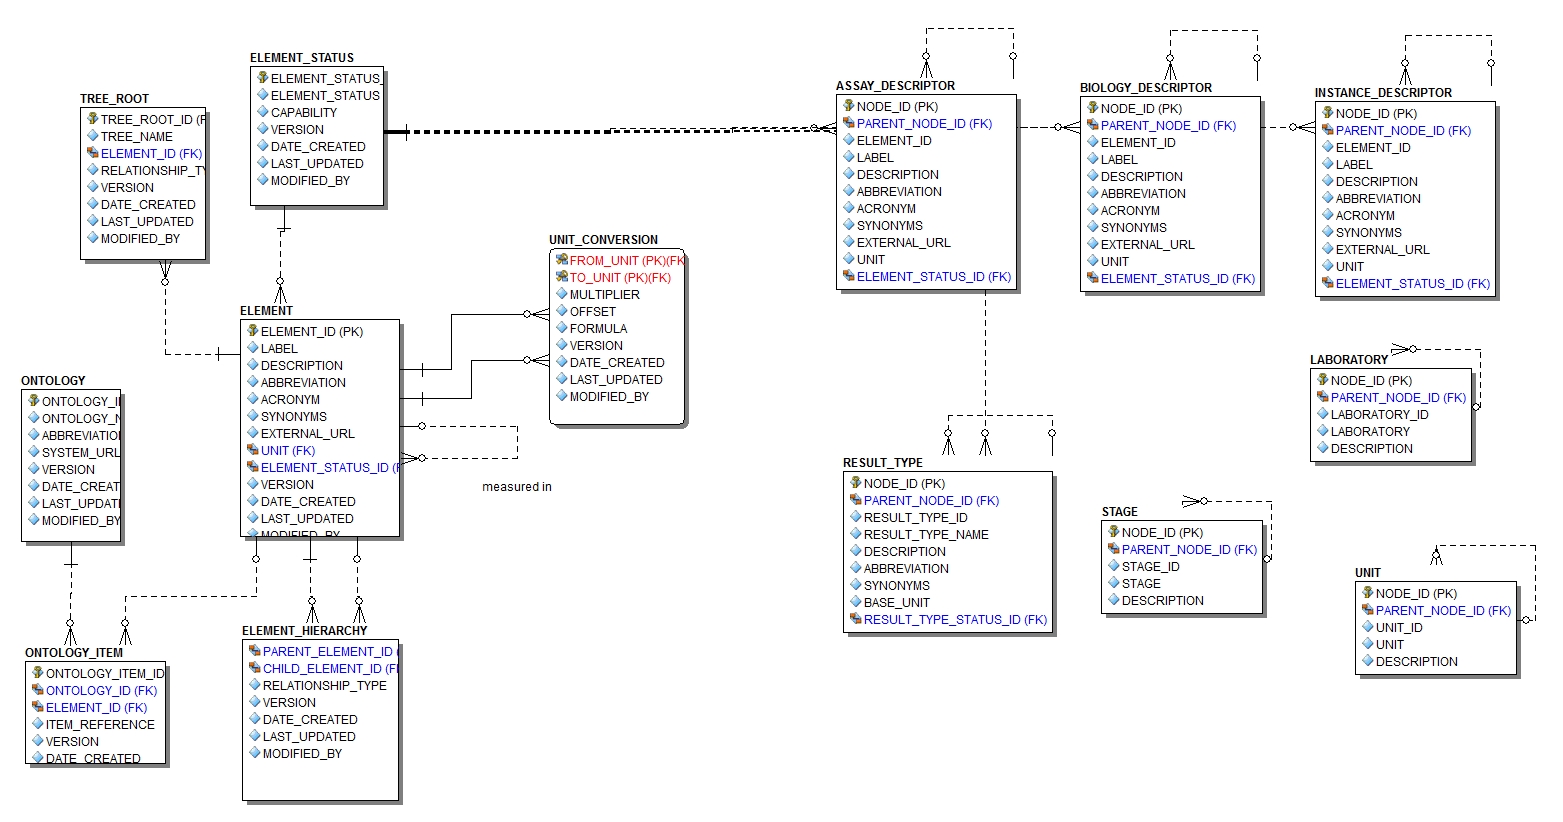 ELEMENT_STATUS
ELEMENT_STATUS_
ELEMENT_STATUS
CAPABILITY
VERSION
DATE_CREATED
LAST_UPDATED
MODIFIED_BY
TREE_ROOT
TREE_ROOT_ID (F
TREE_NAME
ELEMENT_ID (FK)
RELATIONSHIP_TY
VERSION
DATE_CREATED
LAST_UPDATED
MODIFIED_BY
ASSAY_DESCRIPTOR
NODE_ID (PK)
PARENT_NODE_ID (FK)
ELEMENT_ID
LABEL
DESCRIPTION
ABBREVIATION
ACRONYM
SYNONYMS
EXTERNAL_URL
UNIT
ELEMENT_STATUS_ID (FK)
BIOLOGY_DESCRIPTOR
NODE_ID (PK)
PARENT_NODE_ID (FK)
ELEMENT_ID
LABEL
DESCRIPTION
ABBREVIATION
ACRONYM
SYNONYMS
EXTERNAL_URL
UNIT
ELEMENT_STATUS_ID (FK)
INSTANCE_DESCRIPTOR
NODE_ID (PK)
PARENT_NODE_ID (FK)
ELEMENT_ID
LABEL
DESCRIPTION
ABBREVIATION
ACRONYM
SYNONYMS
EXTERNAL_URL
UNIT
ELEMENT_STATUS_ID (FK)
UNIT_CONVERSION
FROM_UNIT (PK)(FK
TO_UNIT (PK)(FK)
MULTIPLIER
OFFSET
FORMULA
VERSION
DATE_CREATED
LAST_UPDATED
MODIFIED_BY
ELEMENT
ELEMENT_ID (PK)
LABEL
DESCRIPTION
ABBREVIATION
ACRONYM
SYNONYMS
EXTERNAL_URL
UNIT (FK)
ELEMENT_STATUS_ID (F
VERSION
DATE_CREATED
LAST_UPDATED
MODIFIED_BY
measured in
ONTOLOGY
ONTOLOGY_I
ONTOLOGY_N
ABBREVIATIO
SYSTEM_URL
VERSION
DATE_CREAT
LAST_UPDAT
MODIFIED_BY
LABORATORY
NODE_ID (PK)
PARENT_NODE_ID (FK)
LABORATORY_ID
LABORATORY
DESCRIPTION
RESULT_TYPE
NODE_ID (PK)
PARENT_NODE_ID (FK)
RESULT_TYPE_ID
RESULT_TYPE_NAME
DESCRIPTION
ABBREVIATION
SYNONYMS
BASE_UNIT
RESULT_TYPE_STATUS_ID (FK)
STAGE
NODE_ID (PK)
PARENT_NODE_ID (FK)
STAGE_ID
STAGE
DESCRIPTION
UNIT
NODE_ID (PK)
PARENT_NODE_ID (FK)
UNIT_ID
UNIT
DESCRIPTION
ONTOLOGY_ITEM
ONTOLOGY_ITEM_ID
ONTOLOGY_ID (FK)
ELEMENT_ID (FK)
ITEM_REFERENCE
VERSION
DATE_CREATED
ELEMENT_HIERARCHY
PARENT_ELEMENT_ID (
CHILD_ELEMENT_ID (F
RELATIONSHIP_TYPE
VERSION
DATE_CREATED
LAST_UPDATED
MODIFIED_BY